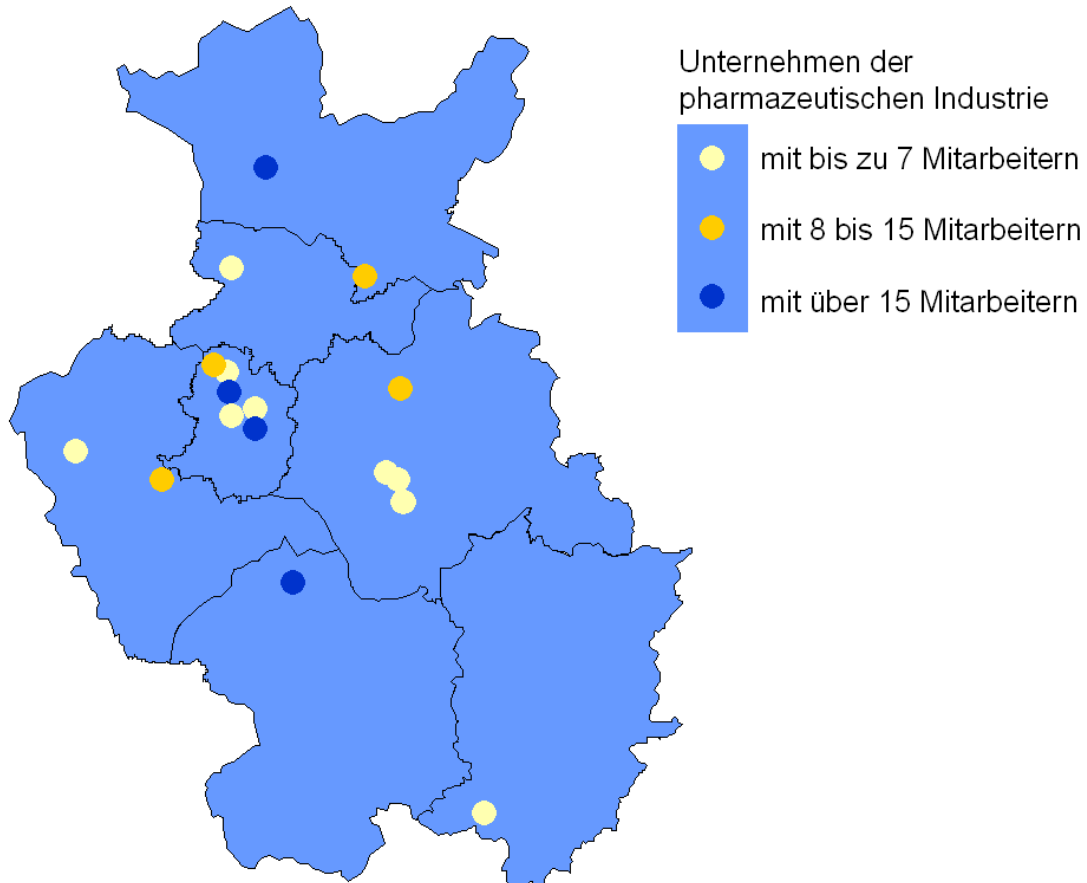 Unternehmen der
pharmazeutischen Industrie
mit bis zu 7 Mitarbeitern
mit 8 bis 15 Mitarbeitern
mit über 15 Mitarbeitern